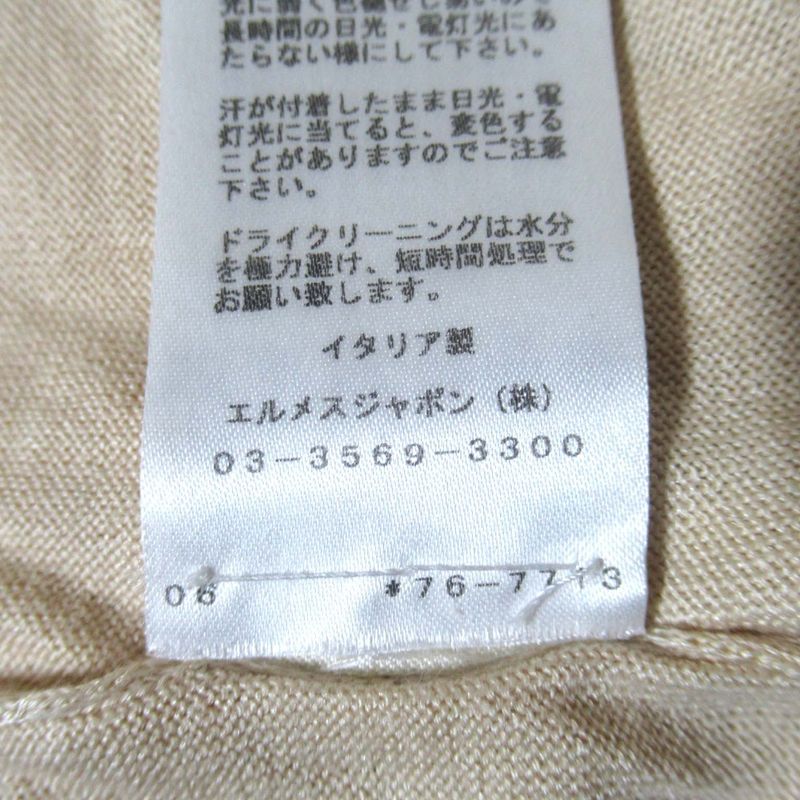 長時間の日光・電灯光にあ
たらない様にして下さい。
汗が付着したまま日光・電
灯光に当てると、変色する
ことがありますのでご注意
下さい。
ドライクリーニングは水分
を極力避け、短時間処理で
お願い致します。
イタリア製
エルメスジャポン（株）
03-3569-3300
06 *76-7713